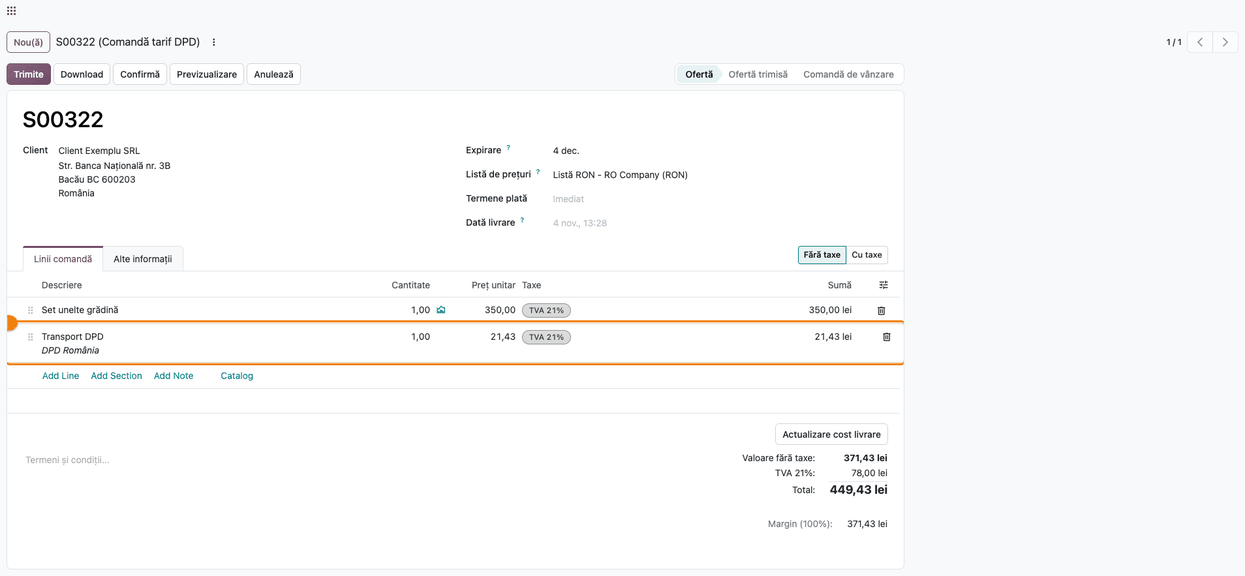 Nou(ă) S00322 (Comandă tarif DPD) 1 / 1
Trimite Download Confirmă Previzualizare Anulează Ofertă Ofertă trimisă Comandă de vânzare
S00322
Client Client Exemplu SRL
Str. Banca Națională nr. 3B
Bacău BC 600203
România
Expirare ? 4 dec.
Listă de prețuri ? Listă RON - RO Company (RON)
Termene plată Imediat
Dată livrare ? 4 nov., 13:28
Linii comandă Alte informații Fără taxe Cu taxe
Descriere Cantitate Preț unitar Taxe Sumă
Set unelte grădină 1,00 350,00 TVA 21% 350,00 lei
Transport DPD 1,00 21,43 TVA 21% 21,43 lei
DPD România
Add Line Add Section Add Note Catalog
Actualizare cost livrare
Termeni și condiții...
Valoare fără taxe: 371,43 lei
TVA 21%: 78,00 lei
Total: 449,43 lei
Margin (100%): 371,43 lei